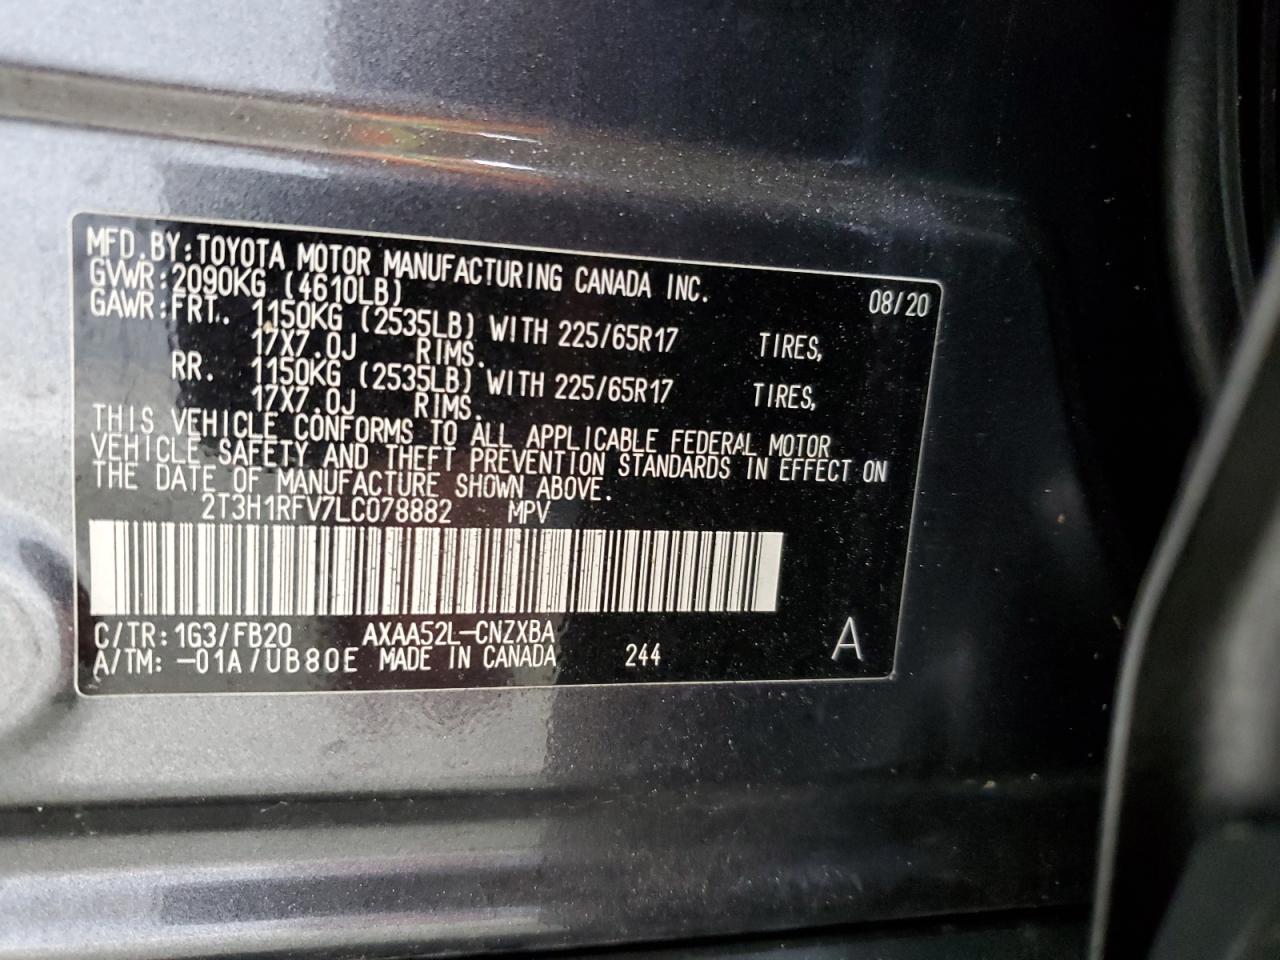 MFD.BY:TOYOTA MOTOR MANUFACTURING CANADA INC.
GVWR:2090KG (4610LB) 08/20
GAWR:FRT. 1150KG (2535LB) WITH 225/65R17 TIRES,
17X7.0J RIMS.
RR. 1150KG (2535LB) WITH 225/65R17 TIRES,
17X7.0J RIMS.
THIS VEHICLE CONFORMS TO ALL APPLICABLE FEDERAL MOTOR
VEHICLE SAFETY AND THEFT PREVENTION STANDARDS IN EFFECT ON
THE DATE OF MANUFACTURE SHOWN ABOVE.
2T3H1RFV7LC078882 MPV
C/TR:1G3/FB20 AXAA52L-CNZXBA
A/TM:-01A/UB80E MADE IN CANADA 244
A